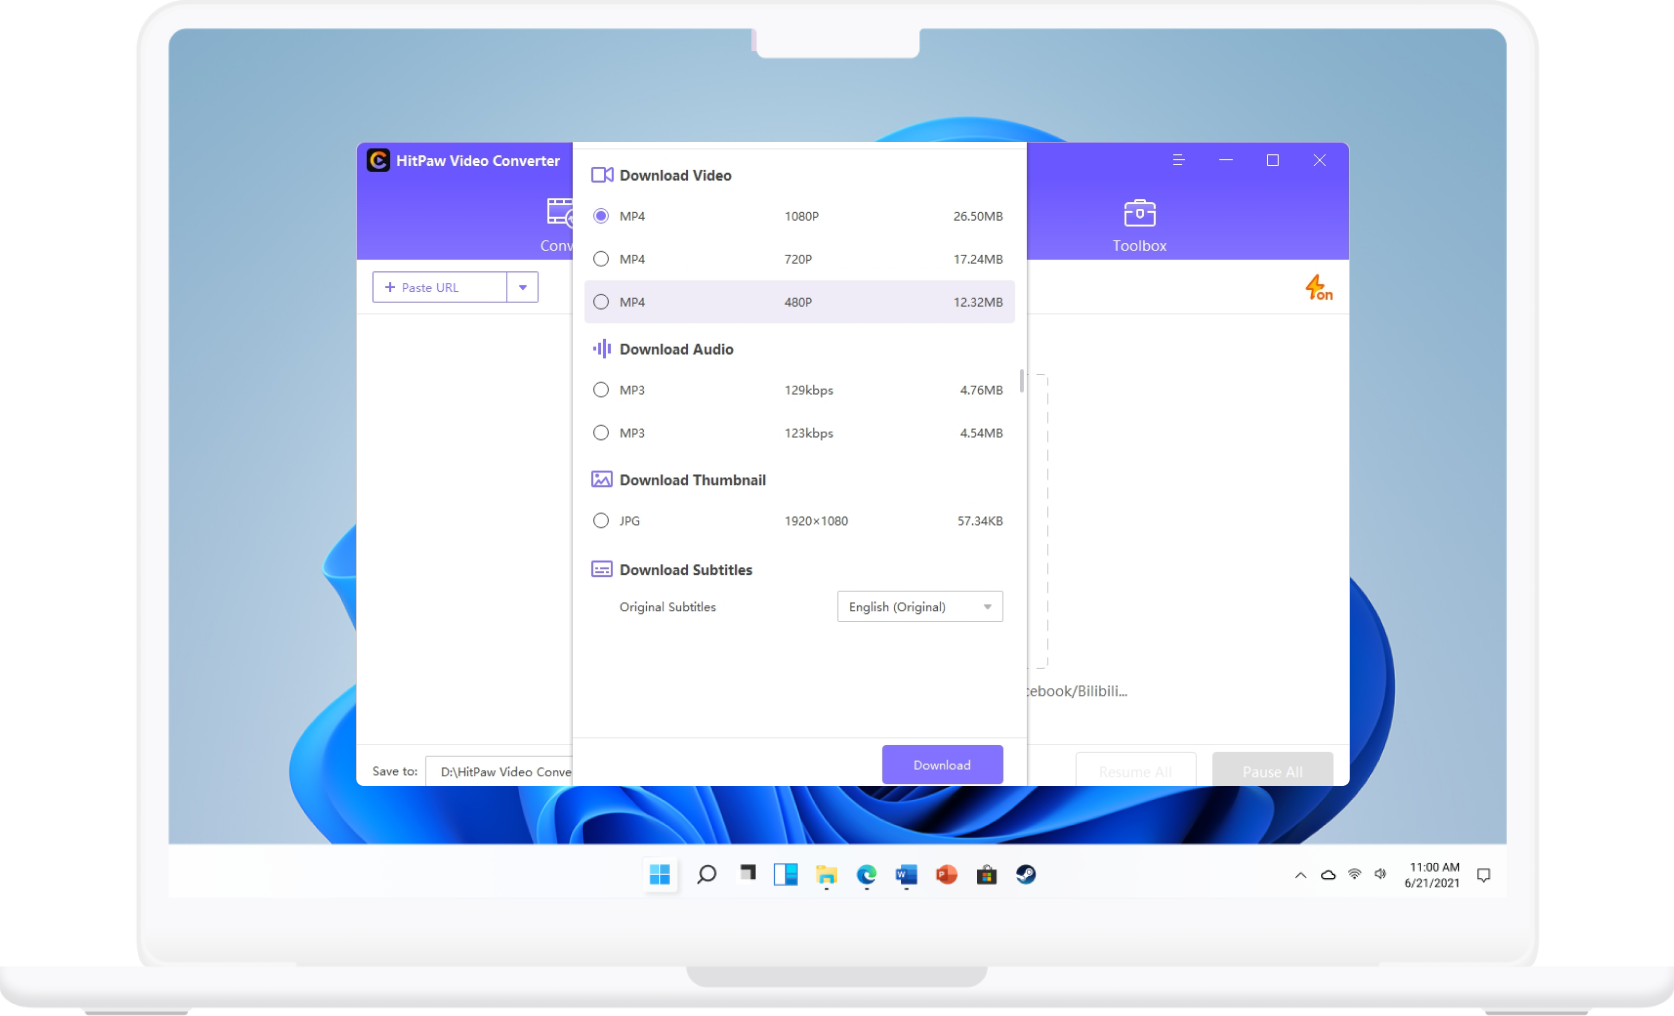 HitPaw Video Converter
Conv
Toolbox
+ Paste URL
on
Download Video
MP4 1080P 26.50MB
MP4 720P 17.24MB
MP4 480P 12.32MB
Download Audio
MP3 129kbps 4.76MB
MP3 123kbps 4.54MB
Download Thumbnail
JPG 1920×1080 57.34KB
Download Subtitles
Original Subtitles English (Original)
cebook/Bilibili...
Download
Save to: D:\HitPaw Video Conve
Resume All Pause All
W P
11:00 AM
6/21/2021